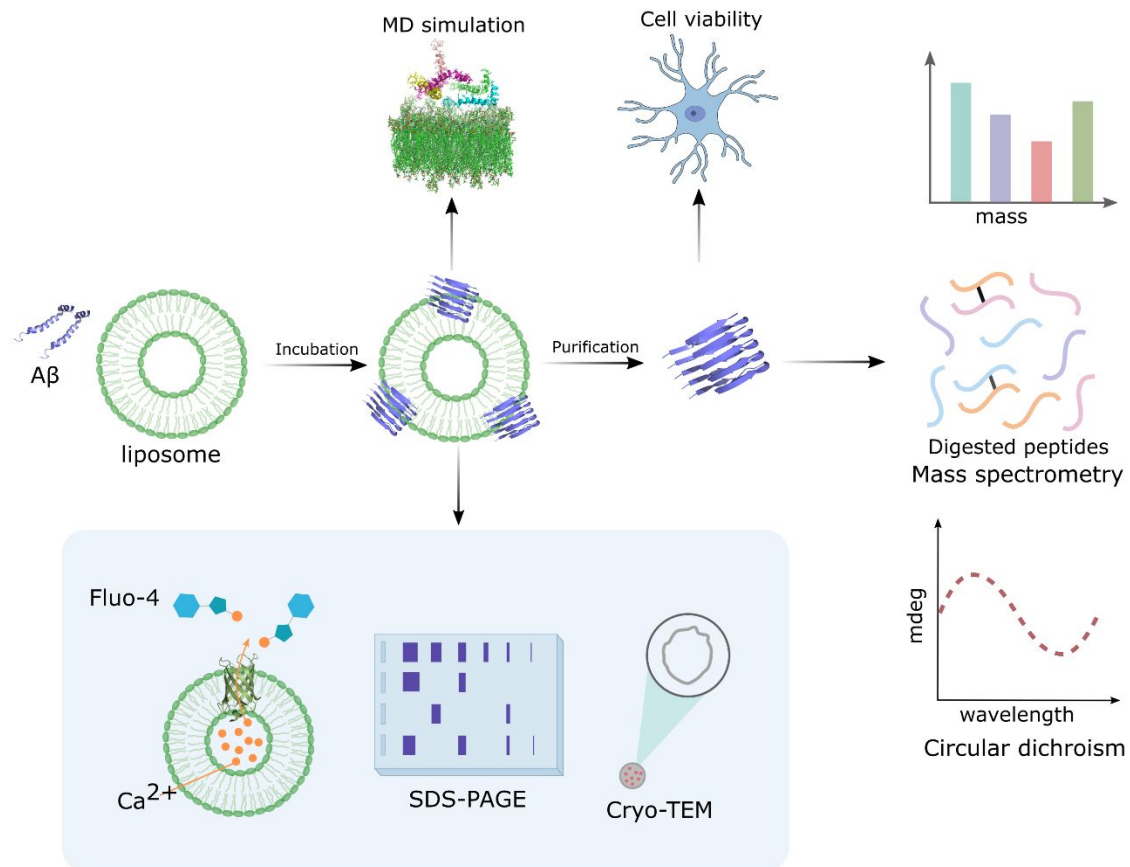 MD simulation
Cell viability
mass
Aβ
liposome
Incubation
Purification
Digested peptides
Mass spectrometry
Fluo-4
Ca2+
SDS-PAGE
Cryo-TEM
mdeg
wavelength
Circular dichroism